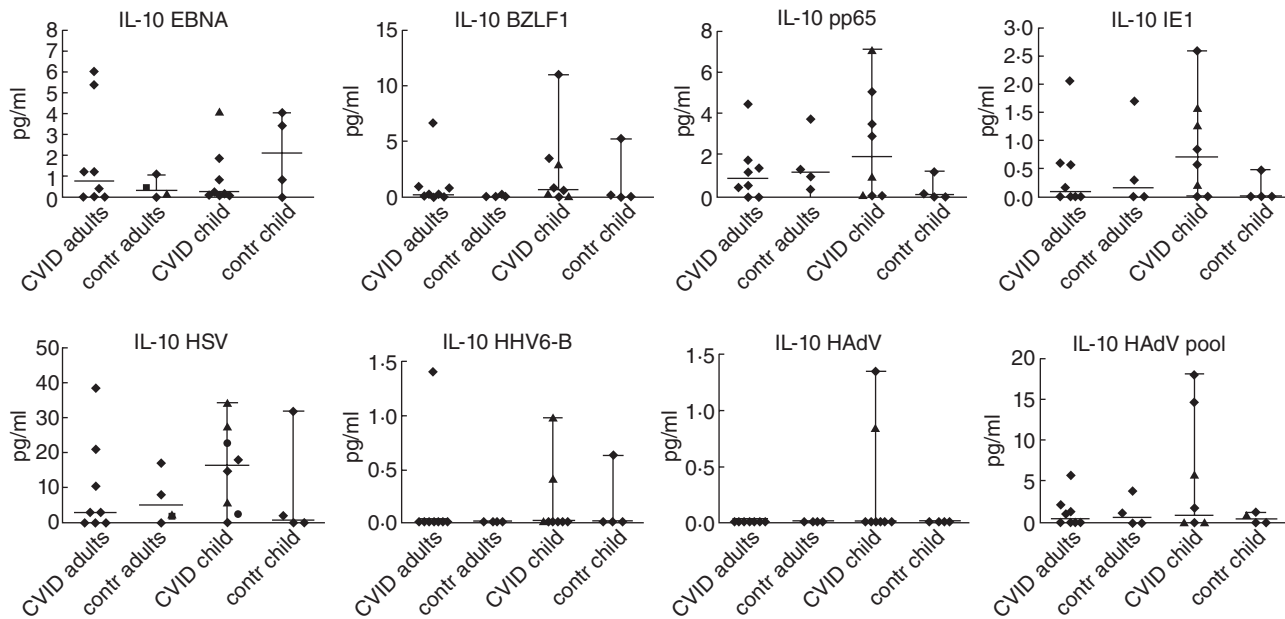 IL-10 EBNA
8
7
6
5
4
3
2
1
0
pg/ml
CVID adults
contr adults
CVID child
contr child
IL-10 BZLF1
15
10
5
0
pg/ml
CVID adults
contr adults
CVID child
contr child
IL-10 pp65
8
6
4
2
0
pg/ml
CVID adults
contr adults
CVID child
contr child
IL-10 IE1
3·0
2·5
2·0
1·5
1·0
0·5
0·0
pg/ml
CVID adults
contr adults
CVID child
contr child
IL-10 HSV
50
40
30
20
10
0
pg/ml
CVID adults
contr adults
CVID child
contr child
IL-10 HHV6-B
1·5
1·0
0·5
0·0
pg/ml
CVID adults
contr adults
CVID child
contr child
IL-10 HAdV
1·5
1·0
0·5
0·0
pg/ml
CVID adults
contr adults
CVID child
contr child
IL-10 HAdV pool
20
15
10
5
0
pg/ml
CVID adults
contr adults
CVID child
contr child